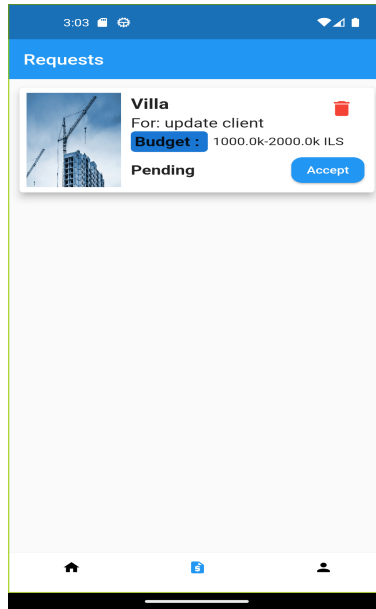 3:03
Requests
Villa
For: update client
Budget : 1000.0k-2000.0k ILS
Pending
Accept